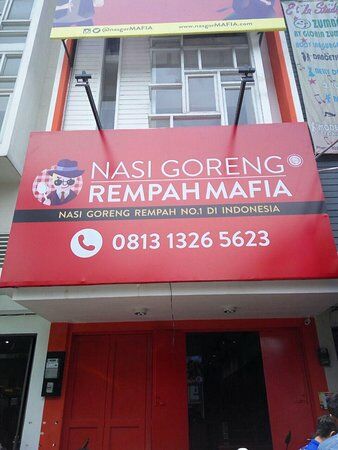 @nasgorMAFIA
www.nasgorMAFIA.com
NASI GORENG
REMPAH MAFIA
NASI GORENG REMPAH NO.1 DI INDONESIA
0813 1326 5623